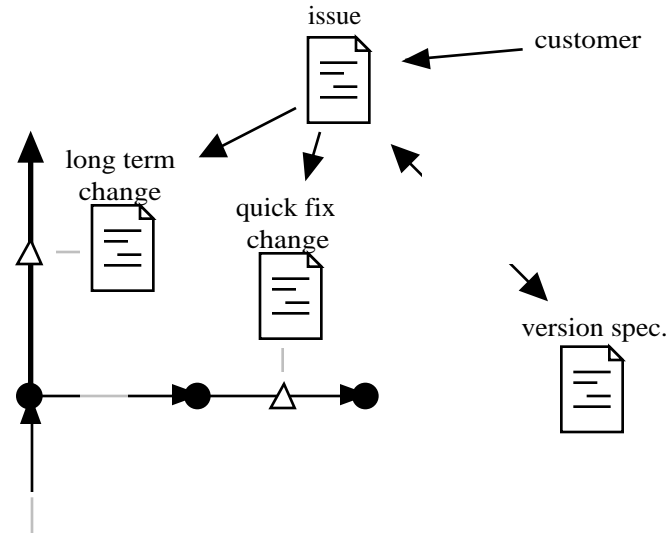 issue
customer
long term
change
quick fix
change
version spec.